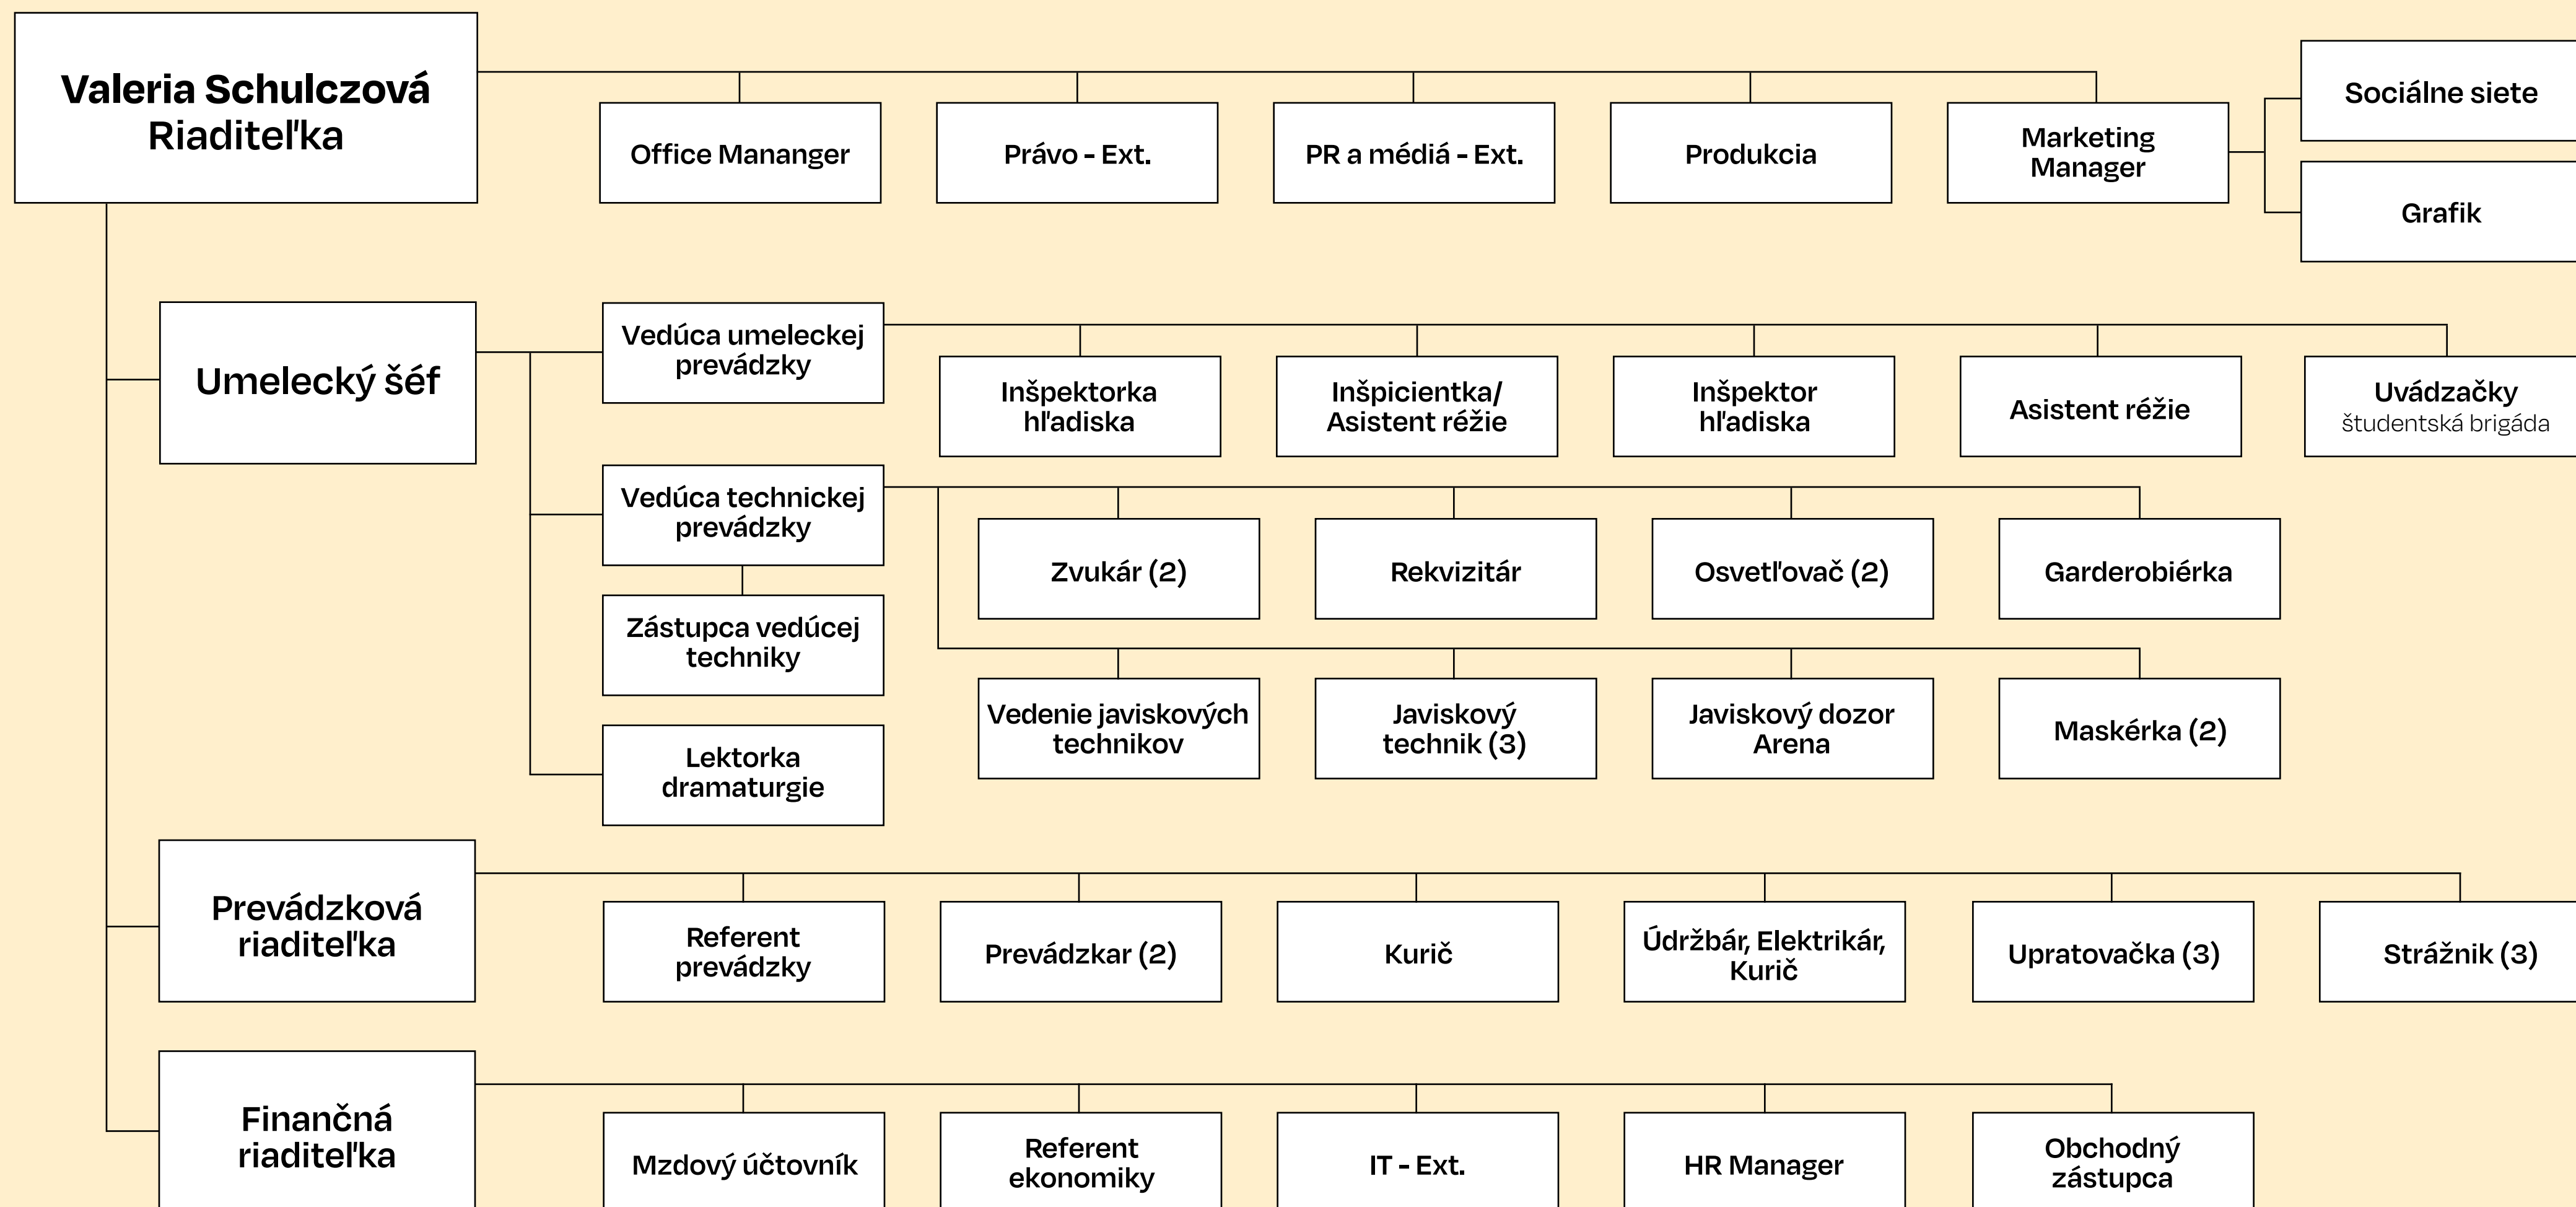 Valeria Schulczová
Riaditeľka
Office Mananger
Právo - Ext.
PR a médiá - Ext.
Produkcia
Marketing
Manager
Sociálne siete
Grafik
Umelecký šéf
Vedúca umeleckej
prevádzky
Inšpektorka
hľadiska
Inšpicientka/
Asistent réžie
Inšpektor
hľadiska
Asistent réžie
Uvádzačky
študentská brigáda
Vedúca technickej
prevádzky
Zvukár (2)
Rekvizitár
Osvetľovač (2)
Garderobiérka
Zástupca vedúcej
techniky
Vedenie javiskových
technikov
Javiskový
technik (3)
Javiskový dozor
Arena
Maskérka (2)
Lektorka
dramaturgie
Prevádzková
riaditeľka
Referent
prevádzky
Prevádzkar (2)
Kurič
Údržbár, Elektrikár,
Kurič
Upratovačka (3)
Strážnik (3)
Finančná
riaditeľka
Mzdový účtovník
Referent
ekonomiky
IT - Ext.
HR Manager
Obchodný
zástupca